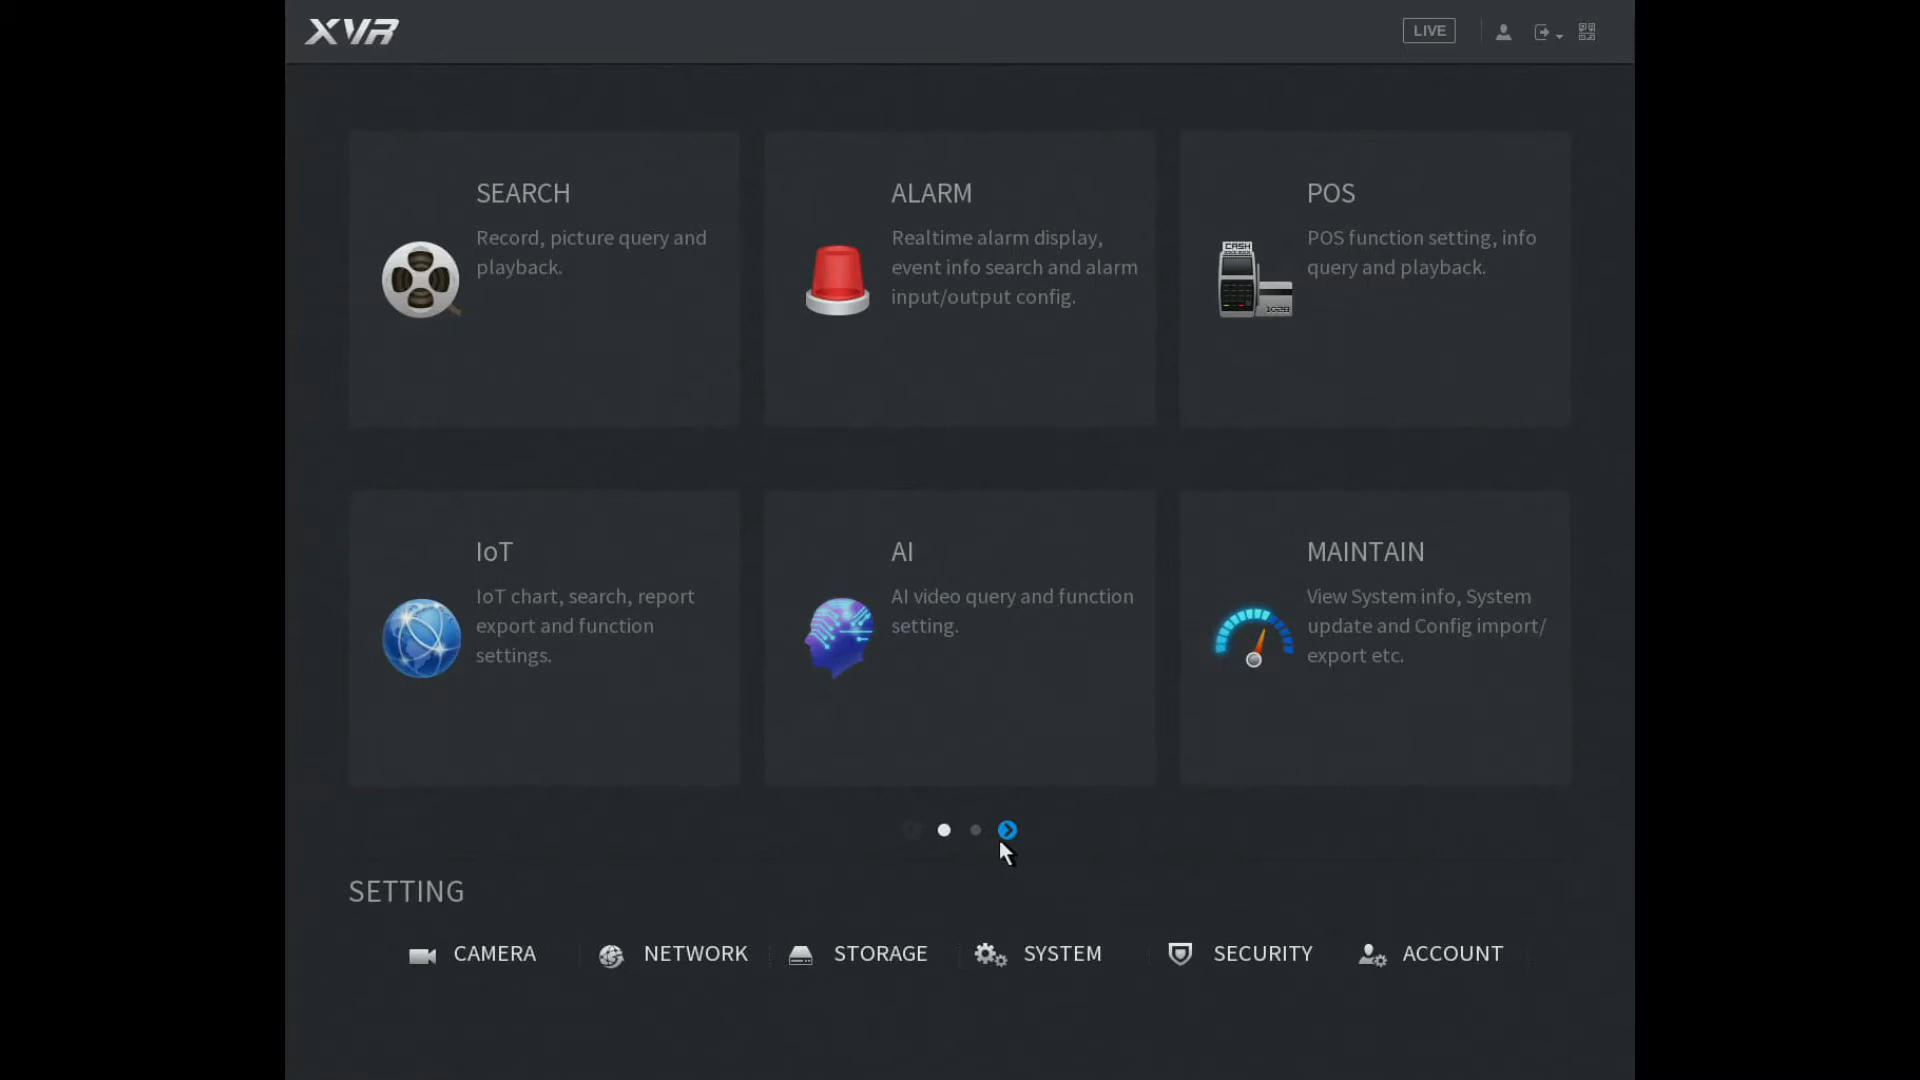 XVR
LIVE
SEARCH
Record, picture query and
playback.
ALARM
Realtime alarm display,
event info search and alarm
input/output config.
POS
POS function setting, info
query and playback.
CASH
1028
IoT
IoT chart, search, report
export and function
settings.
AI
AI video query and function
setting.
MAINTAIN
View System info, System
update and Config import/
export etc.
SETTING
CAMERA
NETWORK
STORAGE
SYSTEM
SECURITY
ACCOUNT